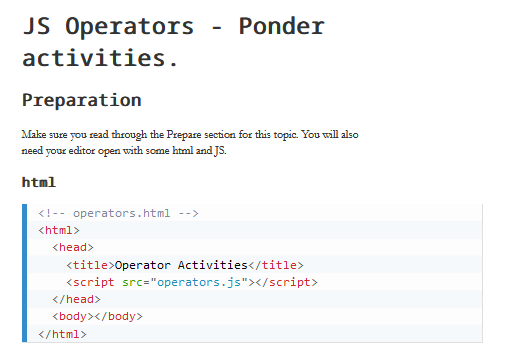 JS Operators - Ponder
activities.
Preparation
Make sure you read through the Prepare section for this topic. You will also
need your editor open with some html and JS.
html
<!-- operators.html -->
<html>
  <head>
    <title>Operator Activities</title>
    <script src="operators.js"></script>
  </head>
  <body></body>
</html>